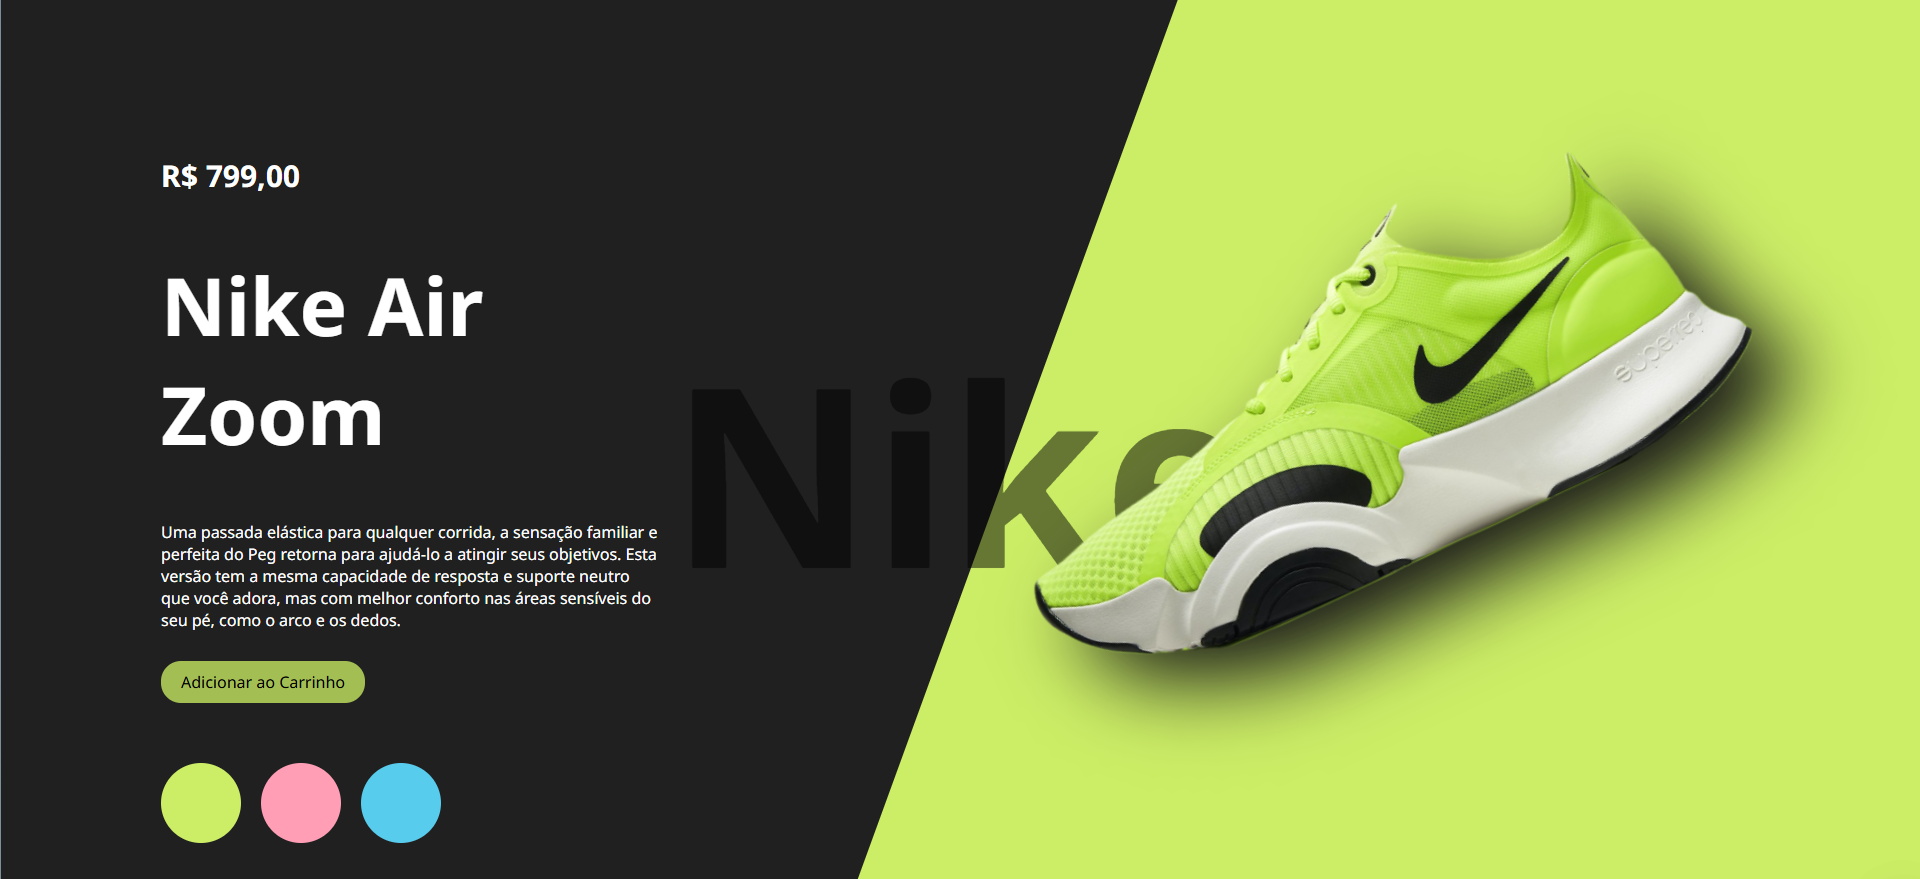 R$ 799,00
Nike Air
Zoom
Nike
Uma passada elástica para qualquer corrida, a sensação familiar e
perfeita do Peg retorna para ajudá-lo a atingir seus objetivos. Esta
versão tem a mesma capacidade de resposta e suporte neutro
que você adora, mas com melhor conforto nas áreas sensíveis do
seu pé, como o arco e os dedos.
Adicionar ao Carrinho
superrep